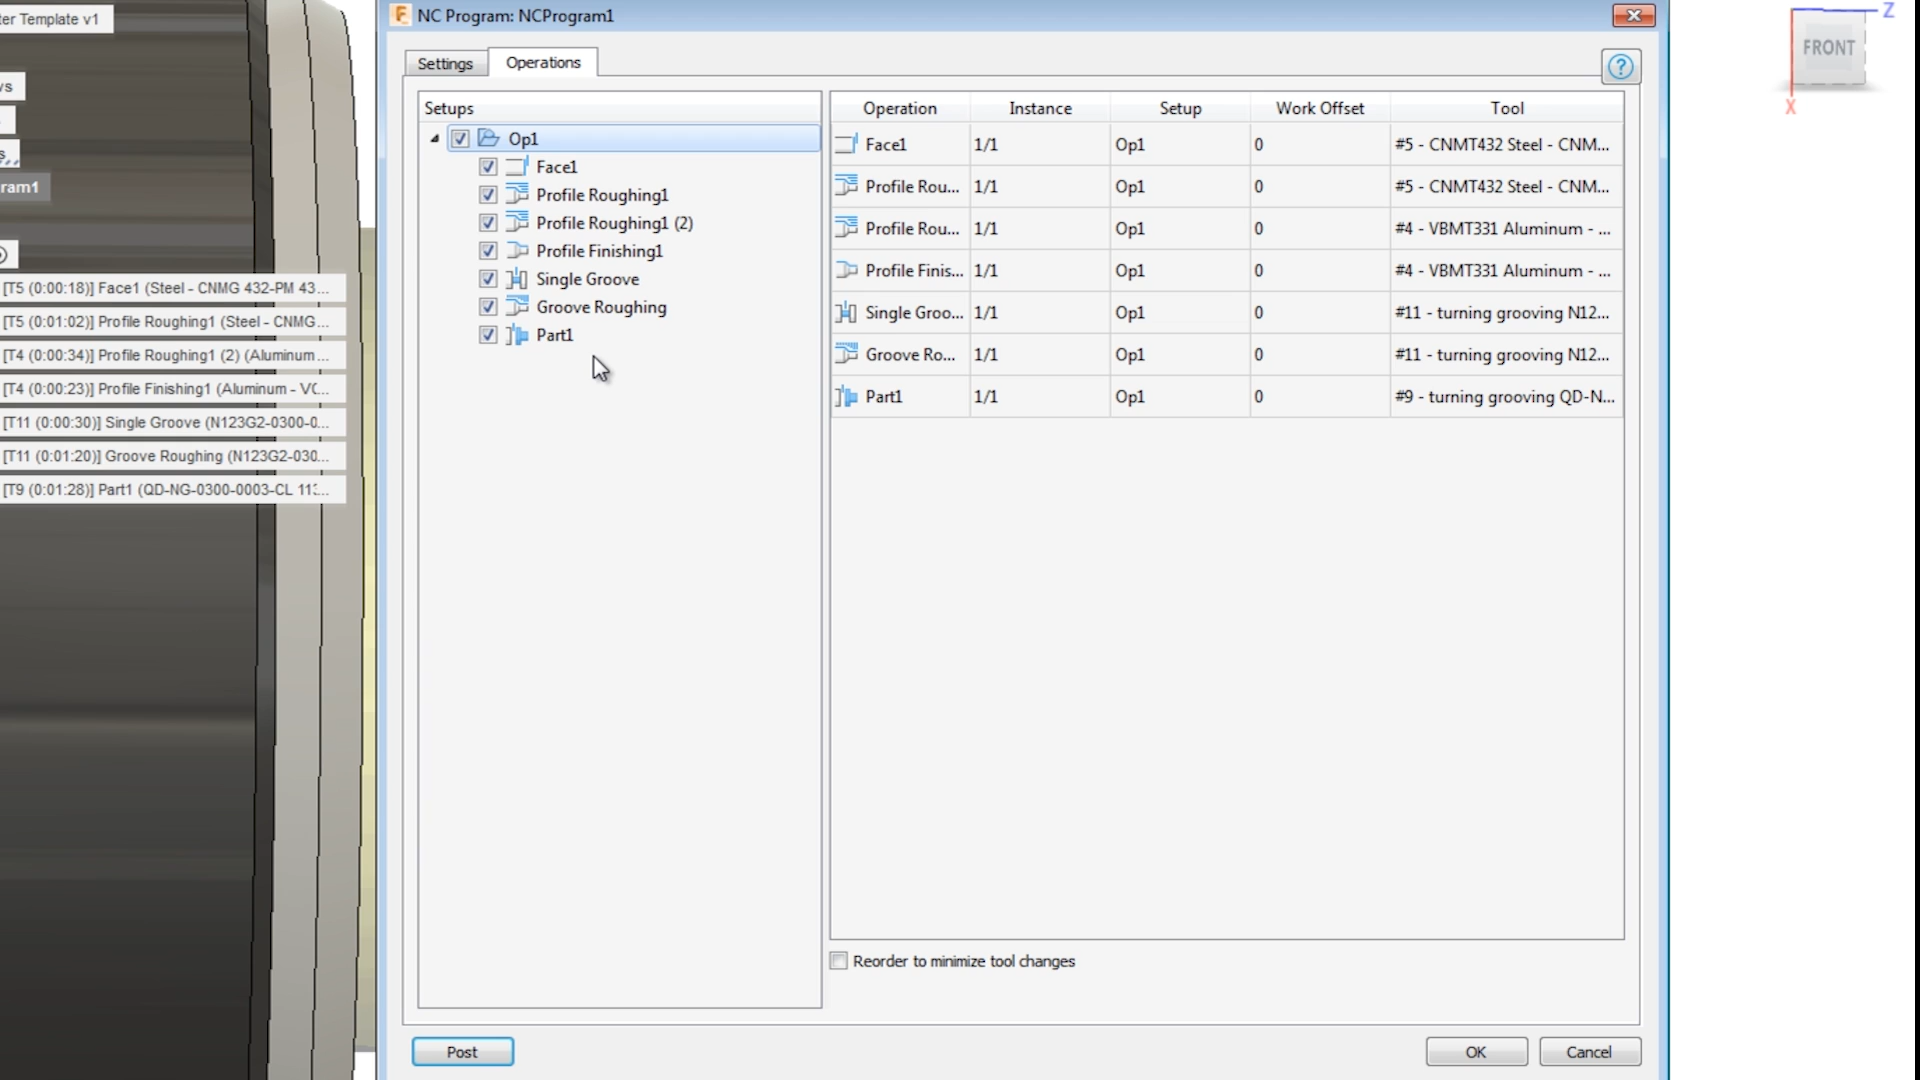 ter Template v1
ram1
[T5 (0:00:18)] Face1 (Steel - CNMG 432-PM 43...
[T5 (0:01:02)] Profile Roughing1 (Steel - CNMG...
[T4 (0:00:34)] Profile Roughing1 (2) (Aluminum...
[T4 (0:00:23)] Profile Finishing1 (Aluminum - VC...
[T11 (0:00:30)] Single Groove (N123G2-0300-0...
[T11 (0:01:20)] Groove Roughing (N123G2-030...
[T9 (0:01:28)] Part1 (QD-NG-0300-0003-CL 113...
NC Program: NCProgram1
Settings
Operations
?
Setups
Op1
Face1
Profile Roughing1
Profile Roughing1 (2)
Profile Finishing1
Single Groove
Groove Roughing
Part1
Operation Instance Setup Work Offset Tool
Face1 1/1 Op1 0 #5 - CNMT432 Steel - CNM...
Profile Rou... 1/1 Op1 0 #5 - CNMT432 Steel - CNM...
Profile Rou... 1/1 Op1 0 #4 - VBMT331 Aluminum - ...
Profile Finis... 1/1 Op1 0 #4 - VBMT331 Aluminum - ...
Single Groo... 1/1 Op1 0 #11 - turning grooving N12...
Groove Ro... 1/1 Op1 0 #11 - turning grooving N12...
Part1 1/1 Op1 0 #9 - turning grooving QD-N...
Reorder to minimize tool changes
Post
OK
Cancel
Z
FRONT
X